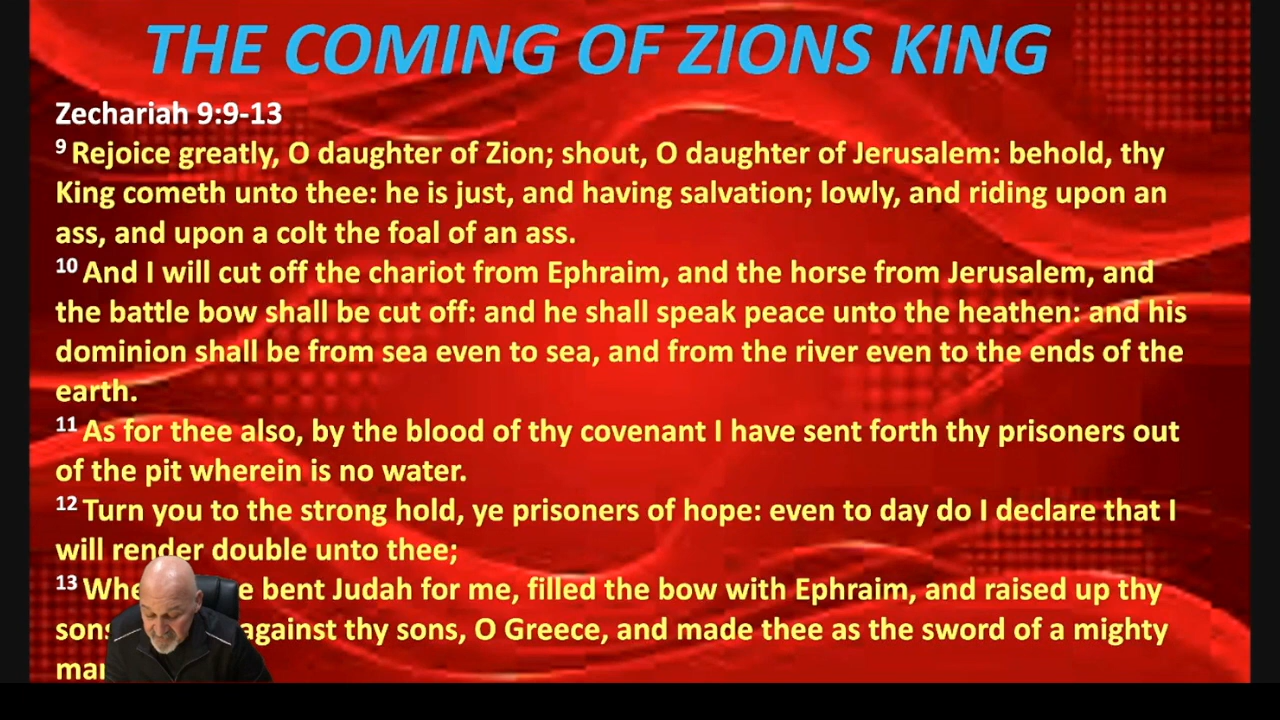 THE COMING OF ZIONS KING
Zechariah 9:9-13
9 Rejoice greatly, O daughter of Zion; shout, O daughter of Jerusalem: behold, thy
King cometh unto thee: he is just, and having salvation; lowly, and riding upon an
ass, and upon a colt the foal of an ass.
10 And I will cut off the chariot from Ephraim, and the horse from Jerusalem, and
the battle bow shall be cut off: and he shall speak peace unto the heathen: and his
dominion shall be from sea even to sea, and from the river even to the ends of the
earth.
11 As for thee also, by the blood of thy covenant I have sent forth thy prisoners out
of the pit wherein is no water.
12 Turn you to the strong hold, ye prisoners of hope: even to day do I declare that I
will render double unto thee;
13 bent Judah for me, filled the bow with Ephraim, and raised up thy
sons against thy sons, O Greece, and made thee as the sword of a mighty